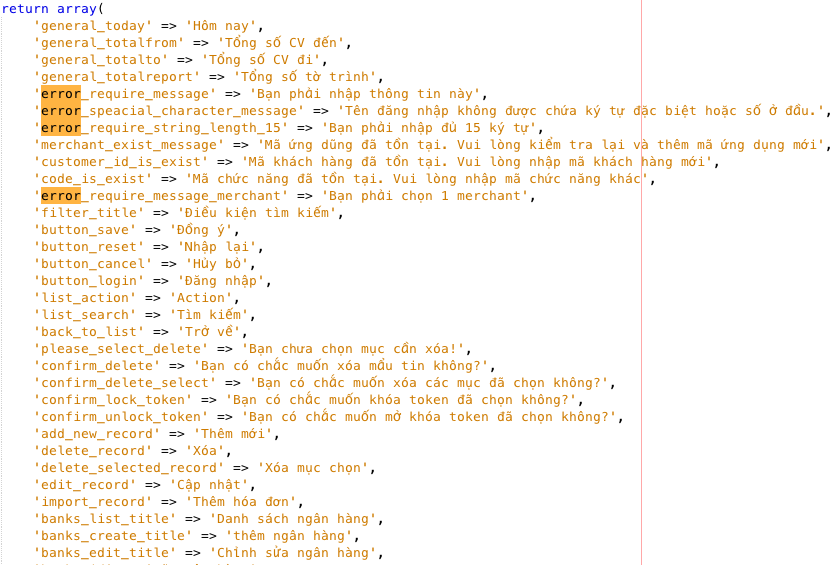 return array(
'general_today' => 'Hôm nay',
'general_totalfrom' => 'Tổng số CV đến',
'general_totalto' => 'Tổng số CV đi',
'general_totalreport' => 'Tổng số tờ trình',
'error_require_message' => 'Bạn phải nhập thông tin này',
'error_speacial_character_message' => 'Tên đăng nhập không được chứa ký tự đặc biệt hoặc số ở đầu.',
'error_require_string_length_15' => 'Bạn phải nhập đủ 15 ký tự',
'merchant_exist_message' => 'Mã ứng dũng đã tồn tại. Vui lòng kiểm tra lại và thêm mã ứng dụng mới',
'customer_id_is_exist' => 'Mã khách hàng đã tồn tại. Vui lòng nhập mã khách hàng mới',
'code_is_exist' => 'Mã chức năng đã tồn tại. Vui lòng nhập mã chức năng khác',
'error_require_message_merchant' => 'Bạn phải chọn 1 merchant',
'filter_title' => 'Điều kiện tìm kiếm',
'button_save' => 'Đồng ý',
'button_reset' => 'Nhập lại',
'button_cancel' => 'Hủy bỏ',
'button_login' => 'Đăng nhập',
'list_action' => 'Action',
'list_search' => 'Tìm kiếm',
'back_to_list' => 'Trở về',
'please_select_delete' => 'Bạn chưa chọn mục cần xóa!',
'confirm_delete' => 'Bạn có chắc muốn xóa mẩu tin không?',
'confirm_delete_select' => 'Bạn có chắc muốn xóa các mục đã chọn không?',
'confirm_lock_token' => 'Bạn có chắc muốn khóa token đã chọn không?',
'confirm_unlock_token' => 'Bạn có chắc muốn mở khóa token đã chọn không?',
'add_new_record' => 'Thêm mới',
'delete_record' => 'Xóa',
'delete_selected_record' => 'Xóa mục chọn',
'edit_record' => 'Cập nhật',
'import_record' => 'Thêm hóa đơn',
'banks_list_title' => 'Danh sách ngân hàng',
'banks_create_title' => 'thêm ngân hàng',
'banks_edit_title' => 'Chỉnh sửa ngân hàng',